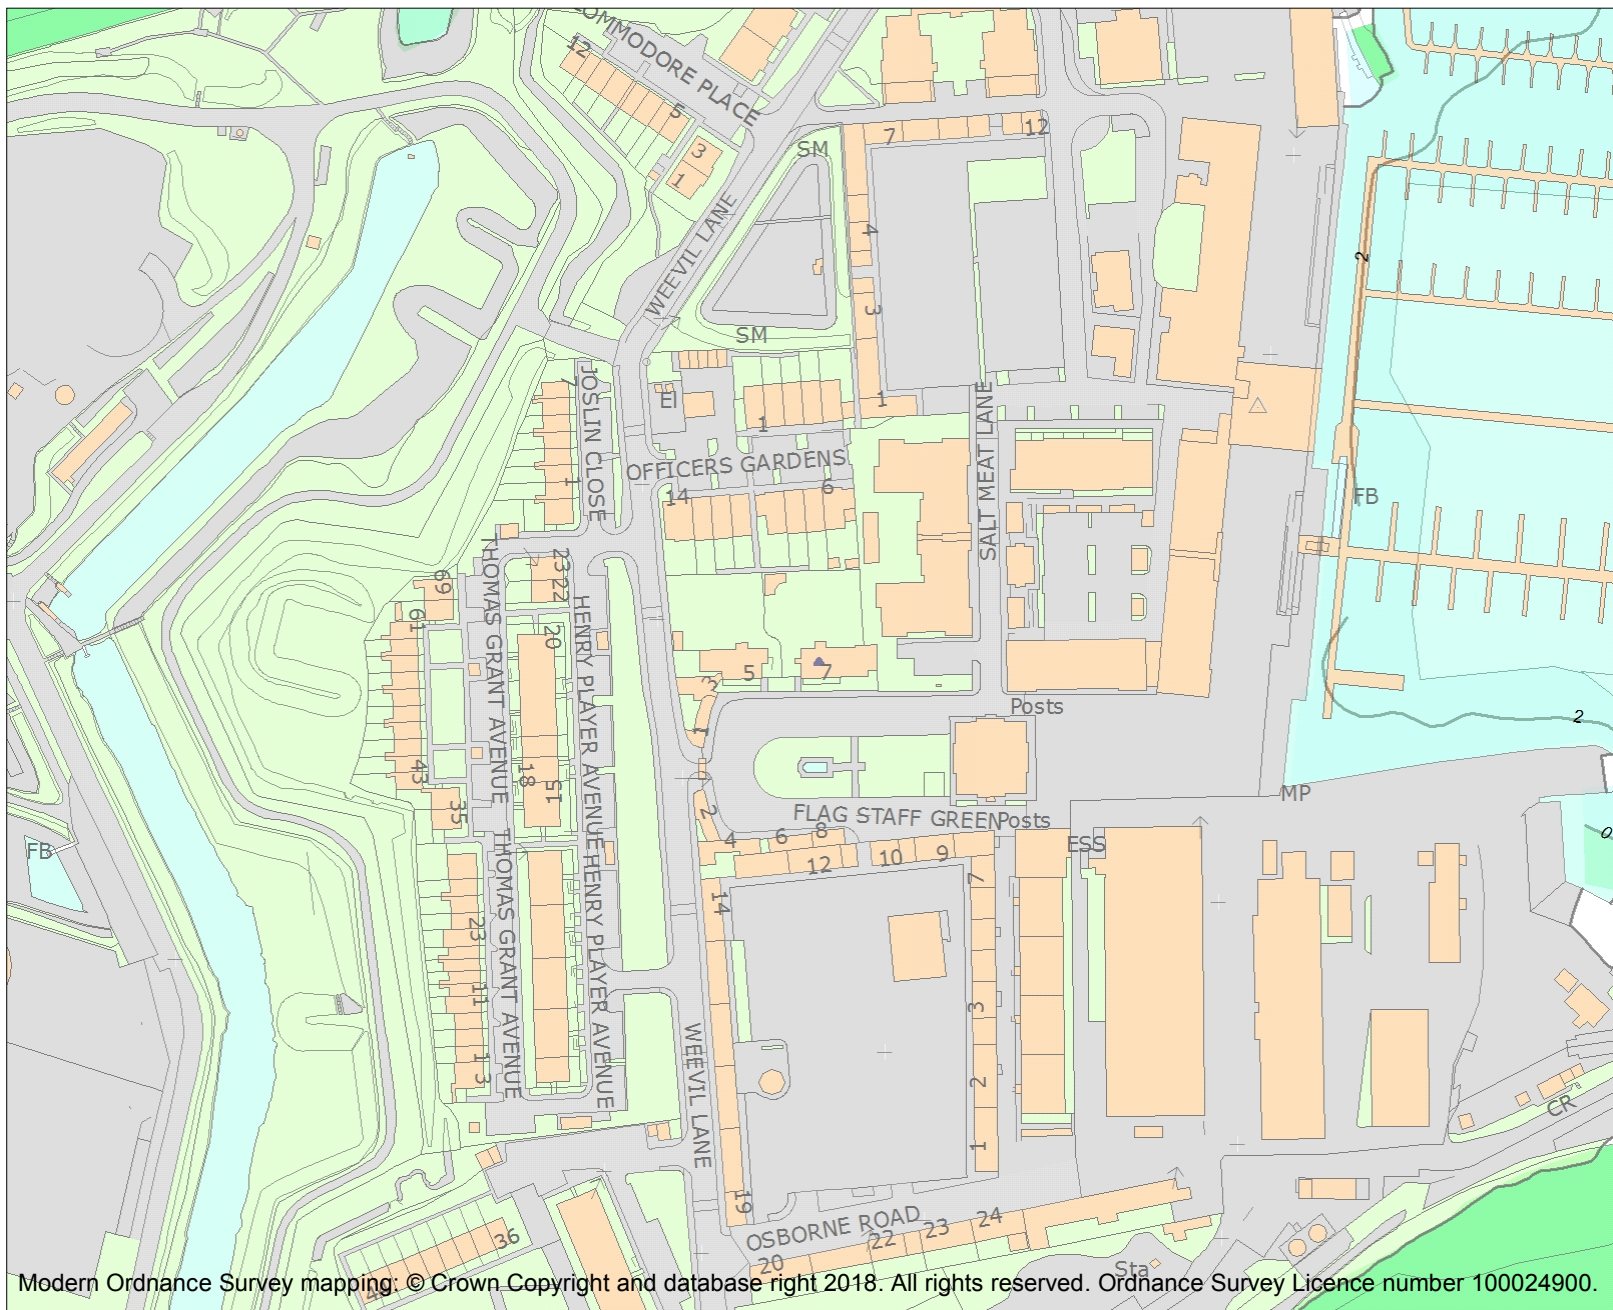 COMMODORE PLACE
12
5
3
1
7
12
SM
4
3
WEEVIL LANE
SM
2
7
JOSLIN CLOSE
1
El
1
1
SALT MEAT LANE
OFFICERS GARDENS
14
6
FB
THOMAS GRANT AVENUE
23
22
69
61
20
HENRY PLAYER AVENUE
5
7
3
1
Posts
2
43
18
15
35
MP
FLAG STAFF GREEN
Posts
2
4
6
8
12
10
9
7
ESS
FB
0
THOMAS GRANT AVENUE
HENRY PLAYER AVENUE
14
23
11
13
3
2
1
WEEVIL LANE
CR
19
OSBORNE ROAD
20
22
23
24
36
Sta
Modern Ordnance Survey mapping: © Crown Copyright and database right 2018. All rights reserved. Ordnance Survey Licence number 100024900.